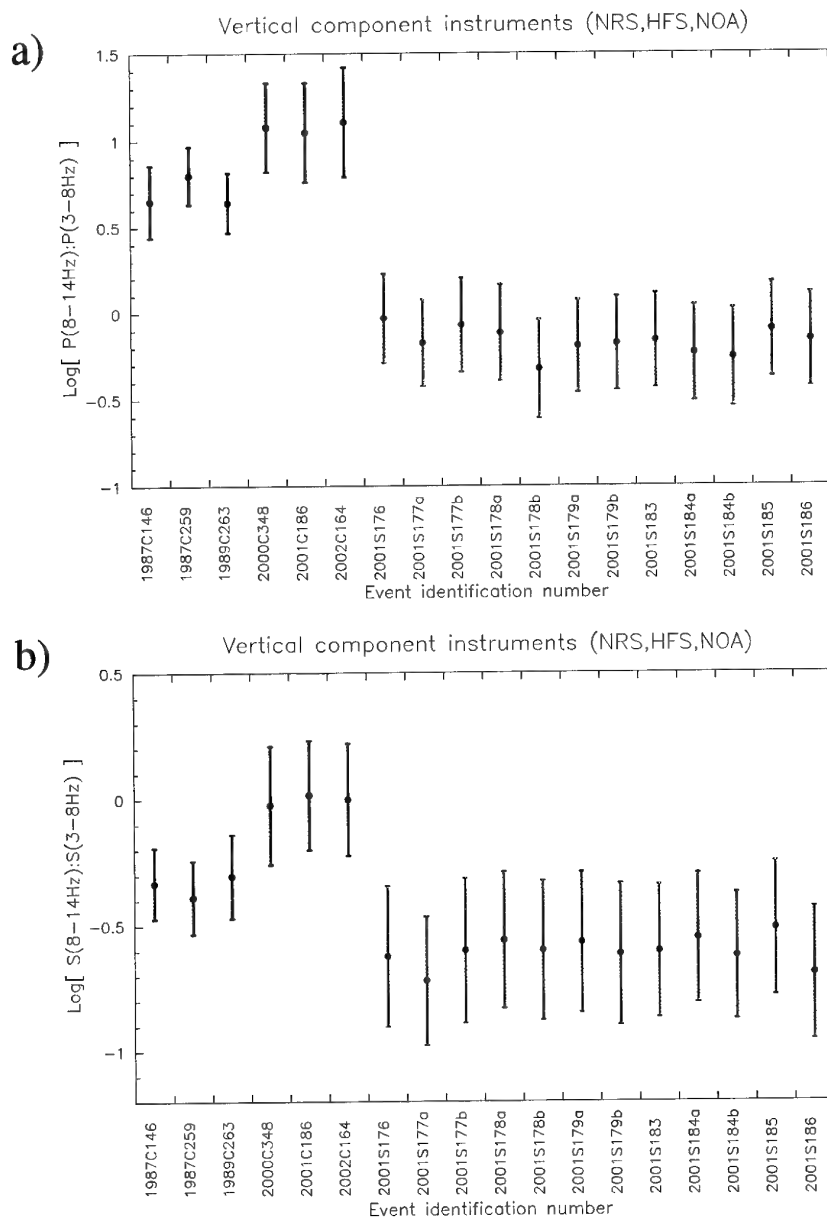 a)
Vertical component instruments (NRS,HFS,NOA)
Log[ P(8-14Hz):P(3-8Hz) ]
1.5
1
0.5
0
-0.5
-1
1987C146
1987C259
1989C263
2000C348
2001C186
2002C164
2001S176
2001S177a
2001S177b
2001S178a
2001S178b
2001S179a
2001S179b
2001S183
2001S184a
2001S184b
2001S185
2001S186
Event identification number
b)
Vertical component instruments (NRS,HFS,NOA)
Log[ S(8-14Hz):S(3-8Hz) ]
0.5
0
-0.5
-1
1987C146
1987C259
1989C263
2000C348
2001C186
2002C164
2001S176
2001S177a
2001S177b
2001S178a
2001S178b
2001S179a
2001S179b
2001S183
2001S184a
2001S184b
2001S185
2001S186
Event identification number